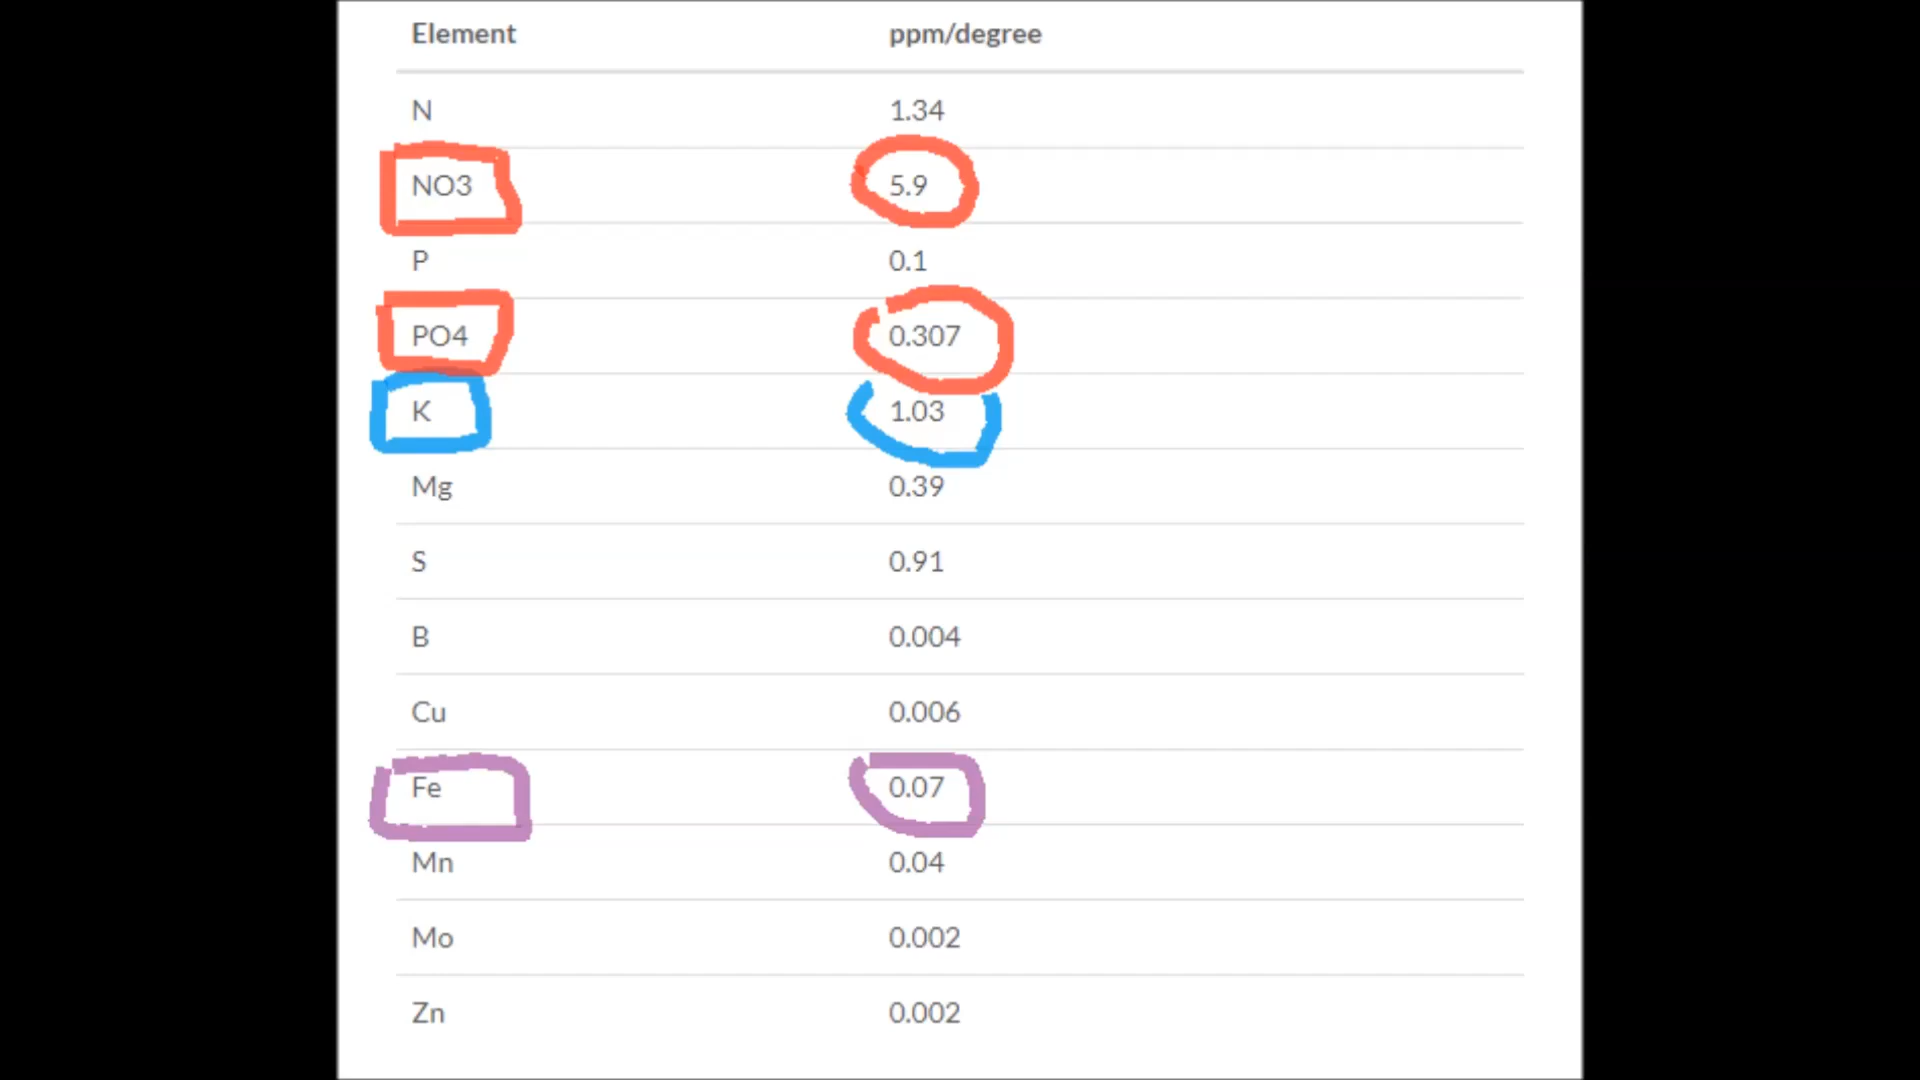 Element ppm/degree
N 1.34
NO3 5.9
P 0.1
PO4 0.307
K 1.03
Mg 0.39
S 0.91
B 0.004
Cu 0.006
Fe 0.07
Mn 0.04
Mo 0.002
Zn 0.002